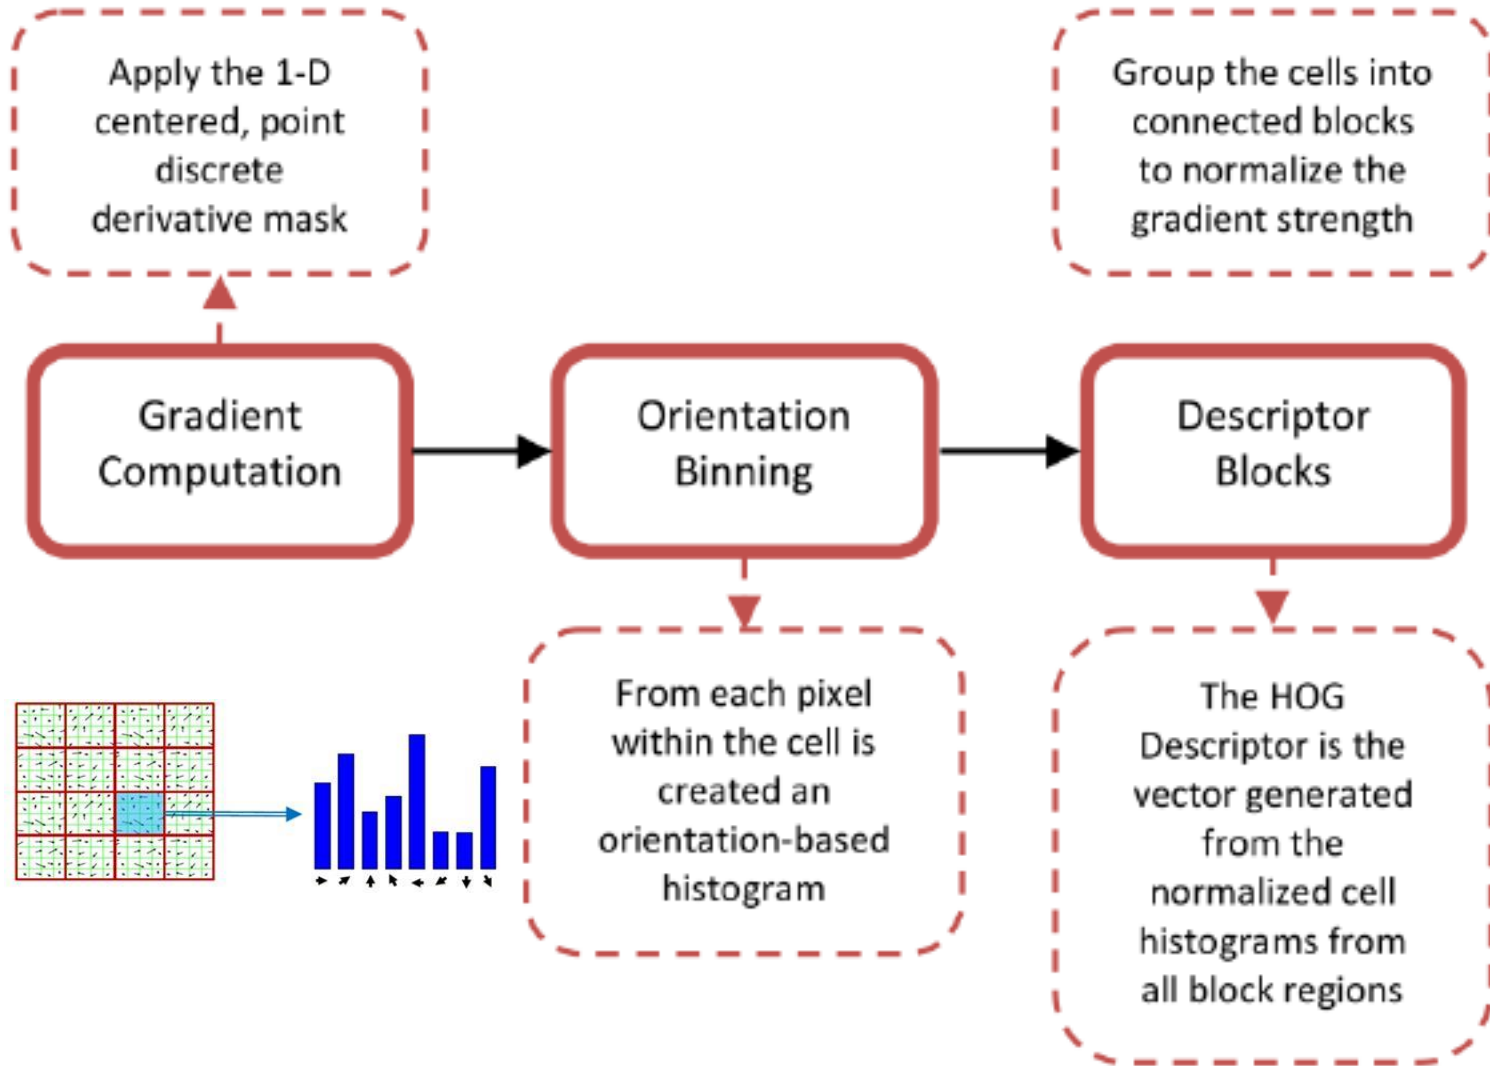 Apply the 1-D
centered, point
discrete
derivative mask
Group the cells into
connected blocks
to normalize the
gradient strength
Gradient
Computation
Orientation
Binning
Descriptor
Blocks
From each pixel
within the cell is
created an
orientation-based
histogram
The HOG
Descriptor is the
vector generated
from the
normalized cell
histograms from
all block regions